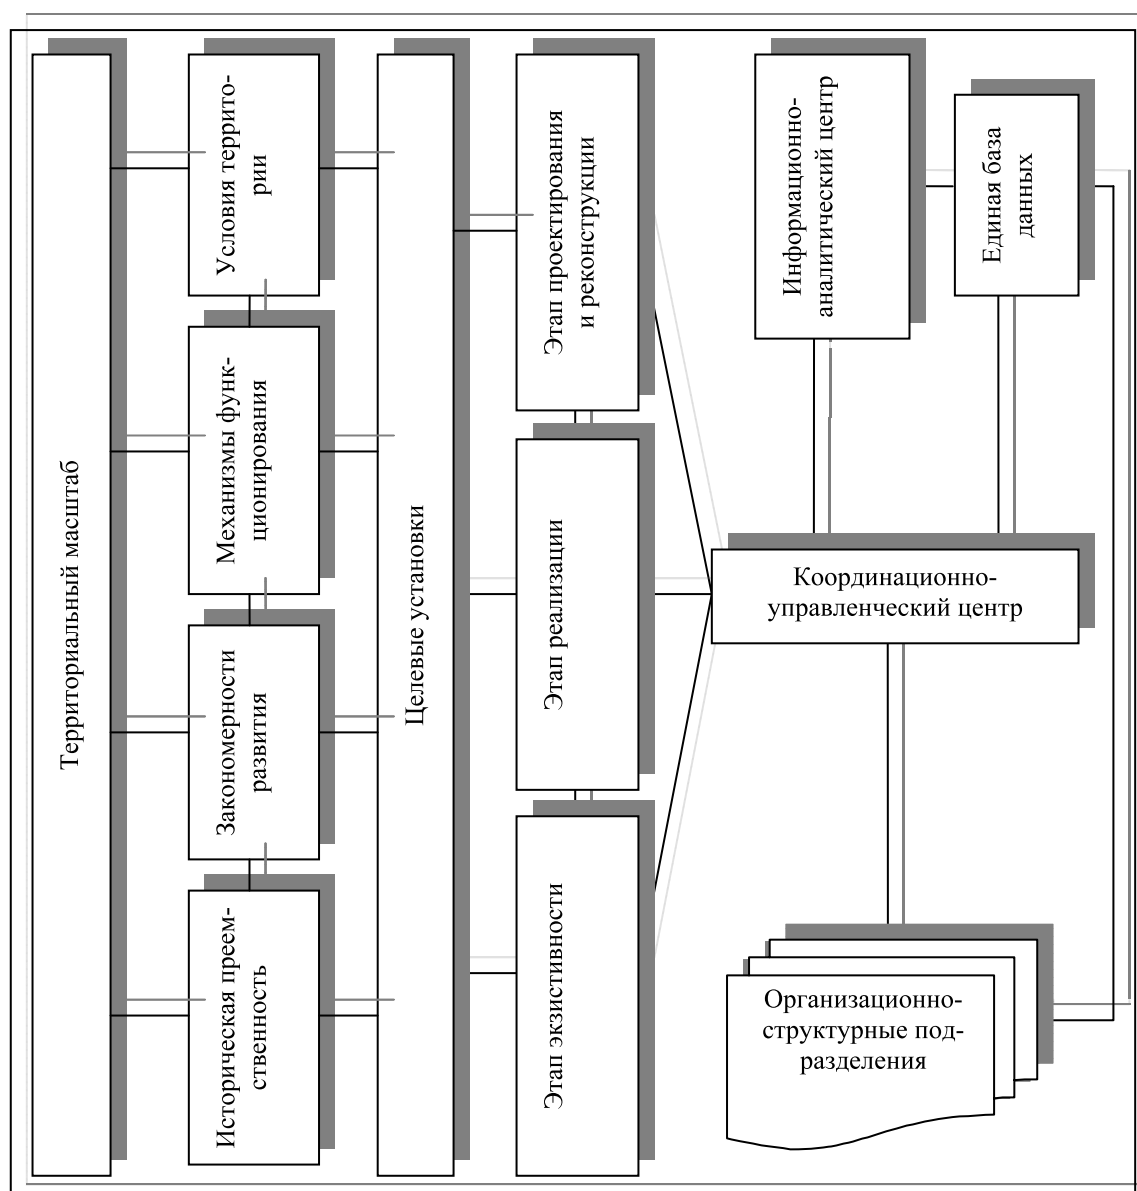 Территориальный масштаб
Условия террито-
рии
Механизмы функ-
ционирования
Закономерности
развития
Историческая преем-
ственность
Целевые установки
Этап проектирования
и реконструкции
Этап реализации
Этап экзистивности
Информационно-
аналитический центр
Единая база
данных
Координационно-
управленческий центр
Организационно-
структурные под-
разделения